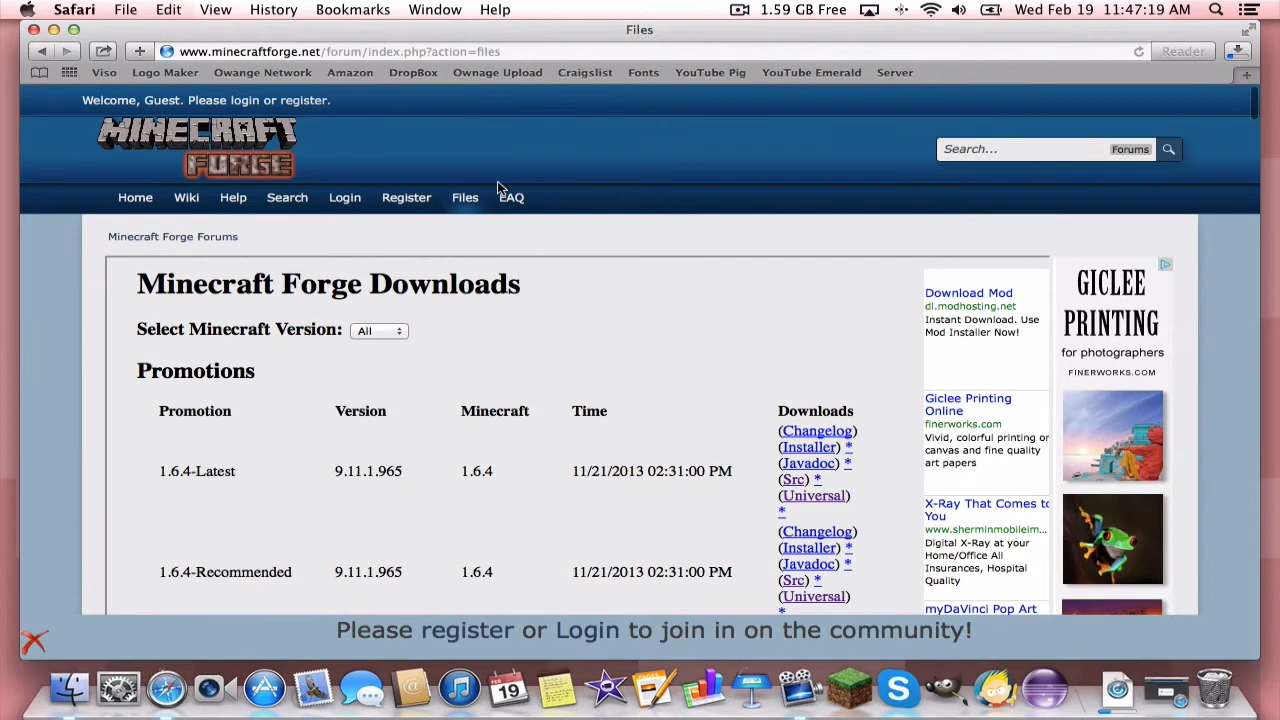 Safari File Edit View History Bookmarks Window Help 1.59 GB Free Wed Feb 19 11:47:19 AM
Files
www.minecraftforge.net/forum/index.php?action=files Reader
Viso Logo Maker Owange Network Amazon DropBox Ownage Upload Craigslist Fonts YouTube Pig YouTube Emerald Server
Welcome, Guest. Please login or register.
MINECRAFT
FORGE
Search... Forums
Home Wiki Help Search Login Register Files FAQ
Minecraft Forge Forums
Minecraft Forge Downloads
Select Minecraft Version: All
Promotions
Promotion Version Minecraft Time Downloads
1.6.4-Latest 9.11.1.965 1.6.4 11/21/2013 02:31:00 PM
(Changelog)
(Installer) *
(Javadoc) *
(Src) *
(Universal)
*
1.6.4-Recommended 9.11.1.965 1.6.4 11/21/2013 02:31:00 PM
(Changelog)
(Installer) *
(Javadoc) *
(Src) *
(Universal)
*
Download Mod
dl.modhosting.net
Instant Download. Use
Mod Installer Now!
Giclee Printing
Online
finerworks.com
Vivid, colorful printing or
canvas and fine quality
art papers
X-Ray That Comes to
You
www.sherminmobileim...
Digital X-Ray at your
Home/Office All
Insurances, Hospital
Quality
myDaVinci Pop Art
GICLEE
PRINTING
for photographers
FINERWORKS.COM
Please register or Login to join in on the community!
FEB
19